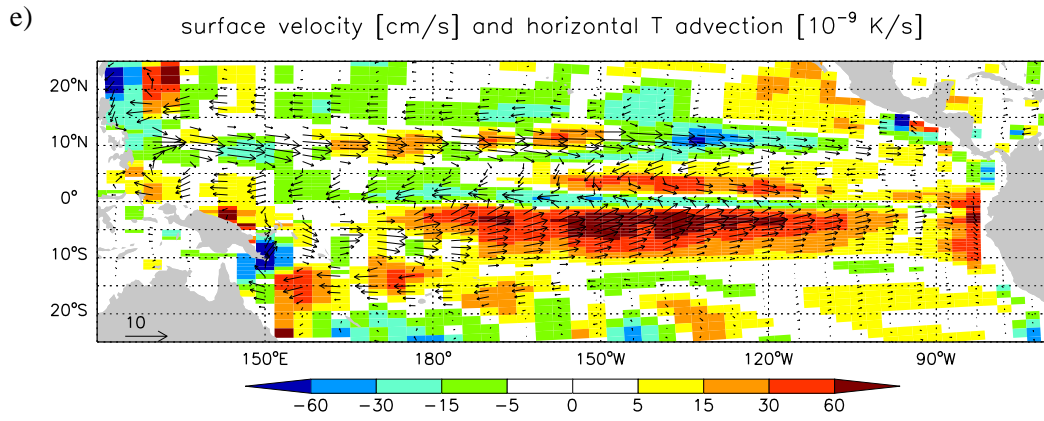 e)
surface velocity [cm/s] and horizontal T advection [10⁻⁹ K/s]
20°N
10°N
0°
10°S
20°S
10
150°E 180° 150°W 120°W 90°W
−60 −30 −15 −5 0 5 15 30 60